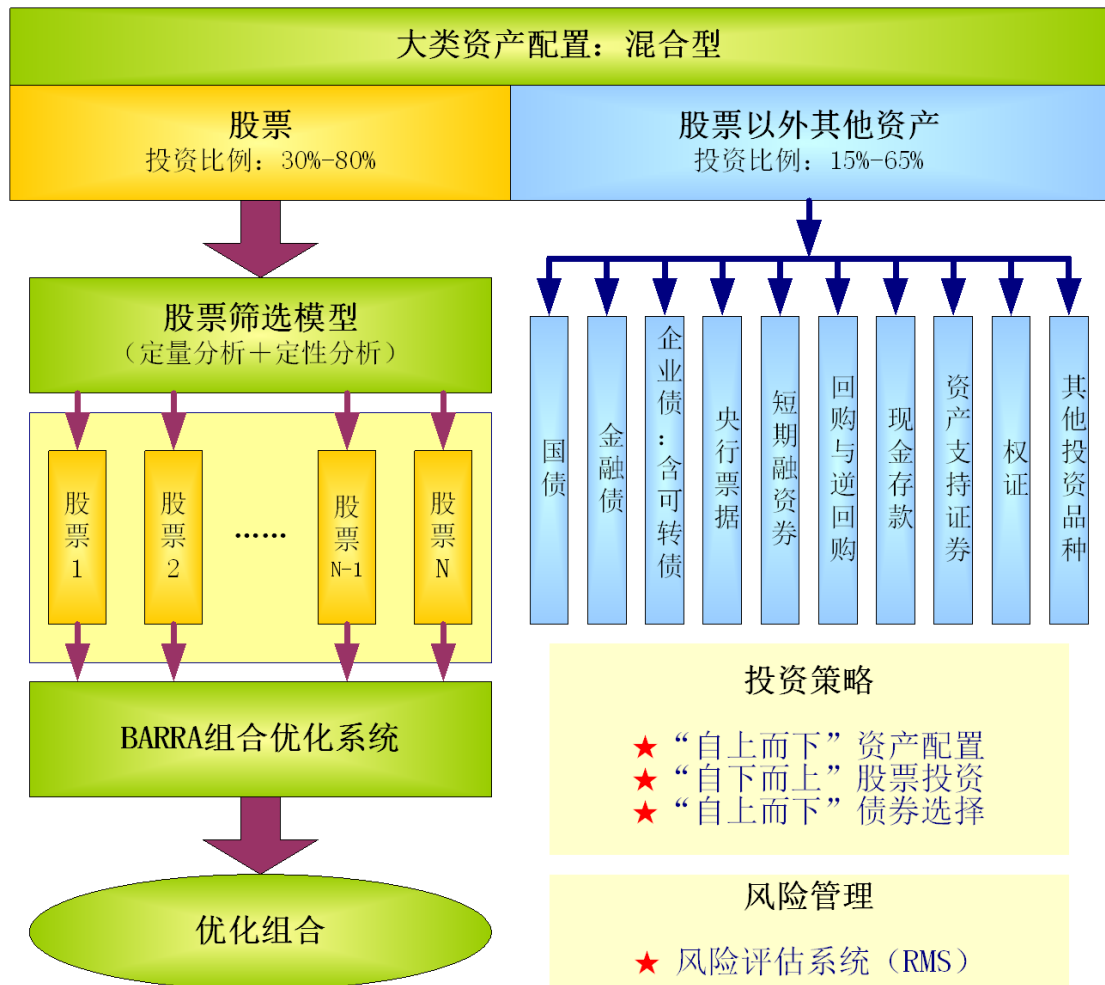 大类资产配置：混合型
股票
投资比例：30%-80%
股票以外其他资产
投资比例：15%-65%
股票筛选模型
（定量分析＋定性分析）
股票1
股票2
……
股票N-1
股票N
BARRA组合优化系统
优化组合
国债
金融债
企业债：含可转债
央行票据
短期融资券
回购与逆回购
现金存款
资产支持证券
权证
其他投资品种
投资策略
★ “自上而下”资产配置
★ “自下而上”股票投资
★ “自上而下”债券选择
风险管理
★ 风险评估系统（RMS）